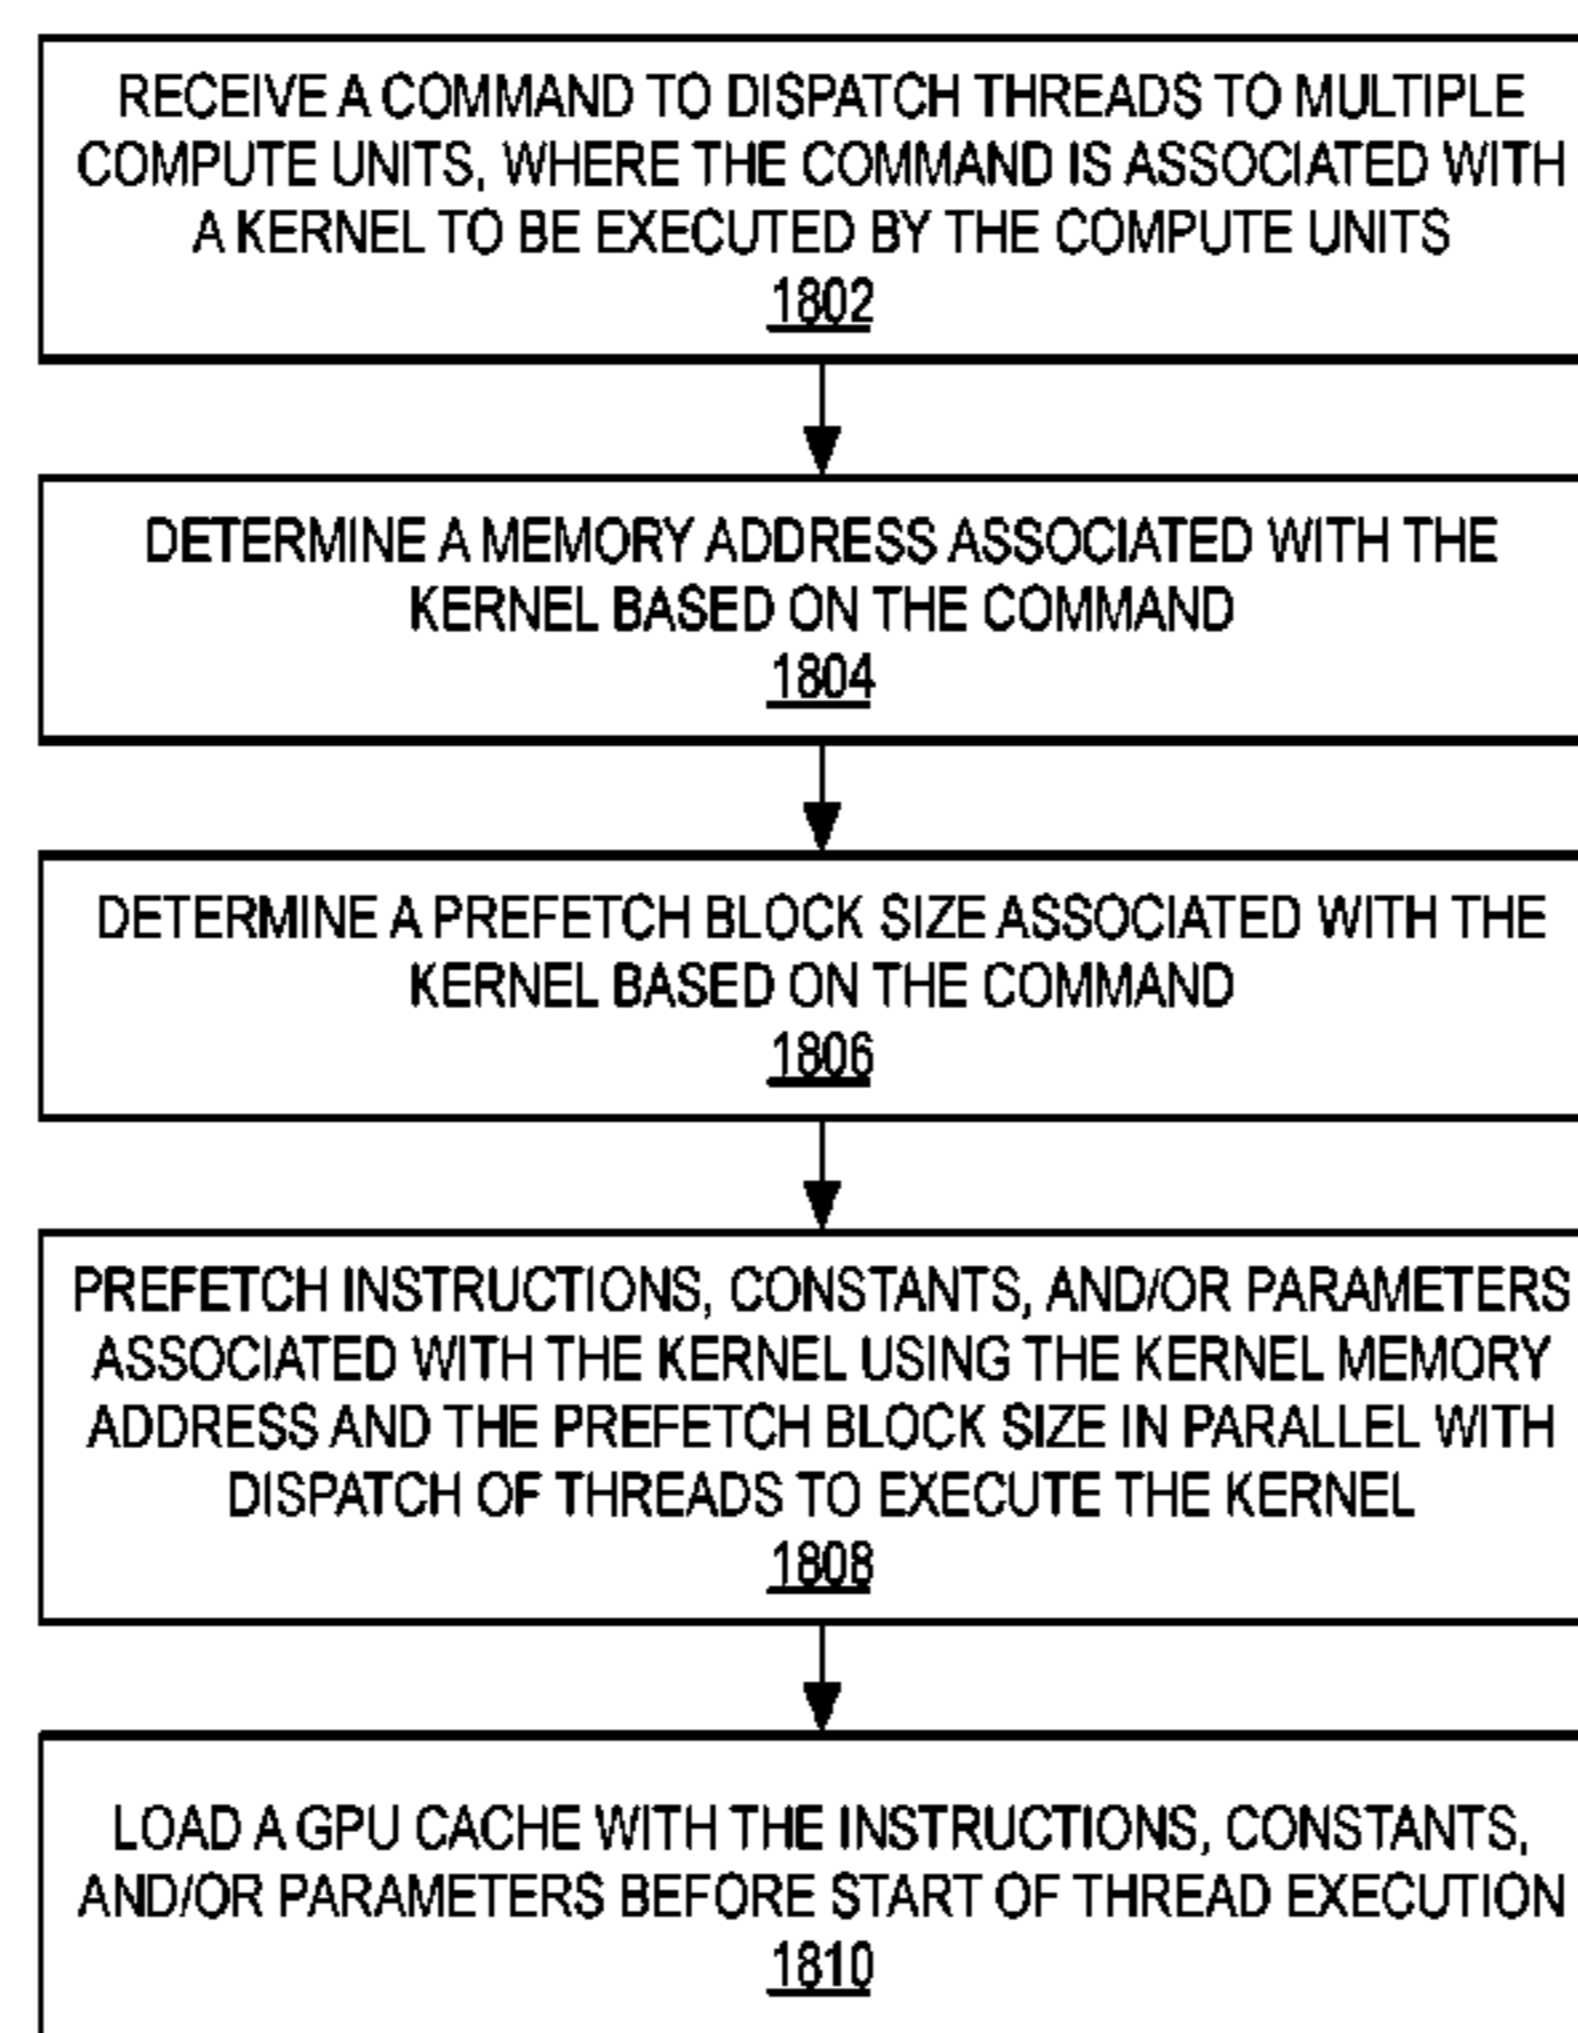 RECEIVE A COMMAND TO DISPATCH THREADS TO MULTIPLE
COMPUTE UNITS, WHERE THE COMMAND IS ASSOCIATED WITH
A KERNEL TO BE EXECUTED BY THE COMPUTE UNITS
1802
DETERMINE A MEMORY ADDRESS ASSOCIATED WITH THE
KERNEL BASED ON THE COMMAND
1804
DETERMINE A PREFETCH BLOCK SIZE ASSOCIATED WITH THE
KERNEL BASED ON THE COMMAND
1806
PREFETCH INSTRUCTIONS, CONSTANTS, AND/OR PARAMETERS
ASSOCIATED WITH THE KERNEL USING THE KERNEL MEMORY
ADDRESS AND THE PREFETCH BLOCK SIZE IN PARALLEL WITH
DISPATCH OF THREADS TO EXECUTE THE KERNEL
1808
LOAD A GPU CACHE WITH THE INSTRUCTIONS, CONSTANTS,
AND/OR PARAMETERS BEFORE START OF THREAD EXECUTION
1810